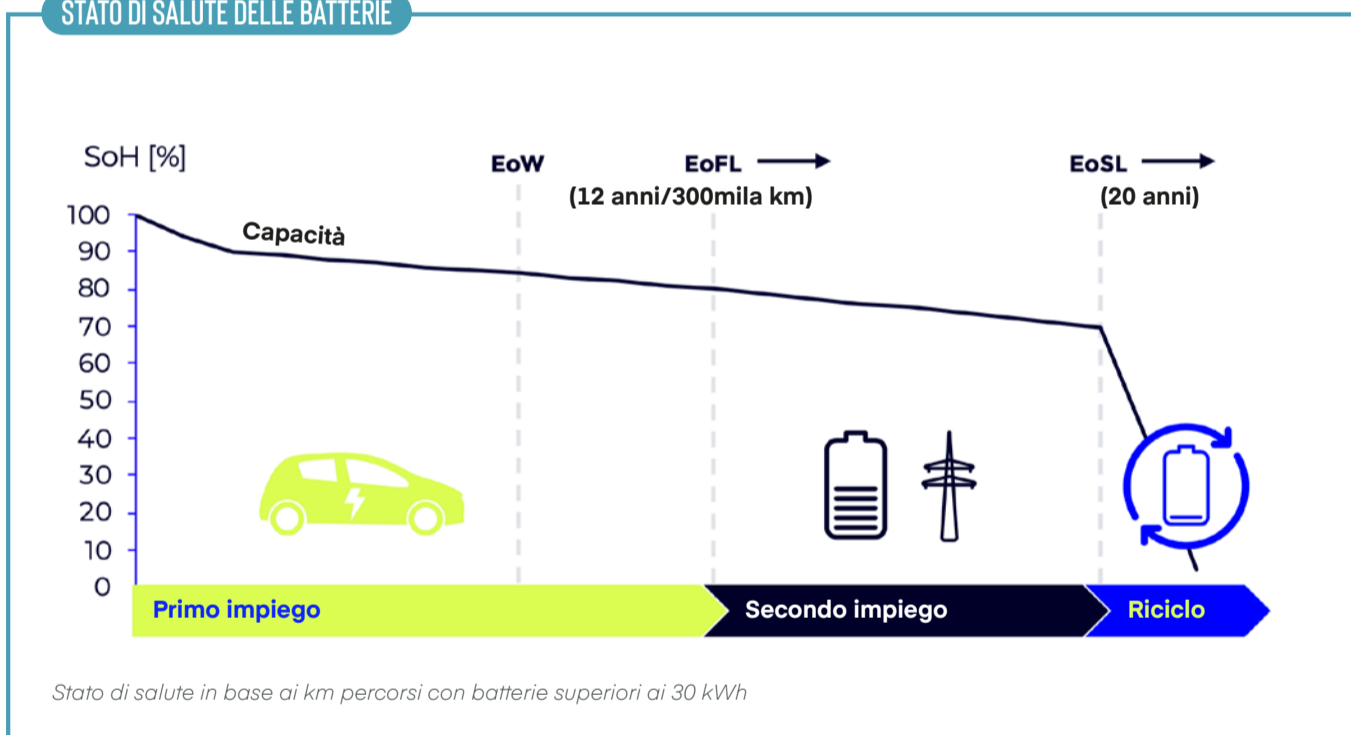 STATO DI SALUTE DELLE BATTERIE
SoH [%]
EoW
EoFL
EoSL
(12 anni/300mila km)
(20 anni)
Capacità
100
90
80
70
60
50
40
30
20
10
0
Primo impiego
Secondo impiego
Riciclo
Stato di salute in base ai km percorsi con batterie superiori ai 30 kWh